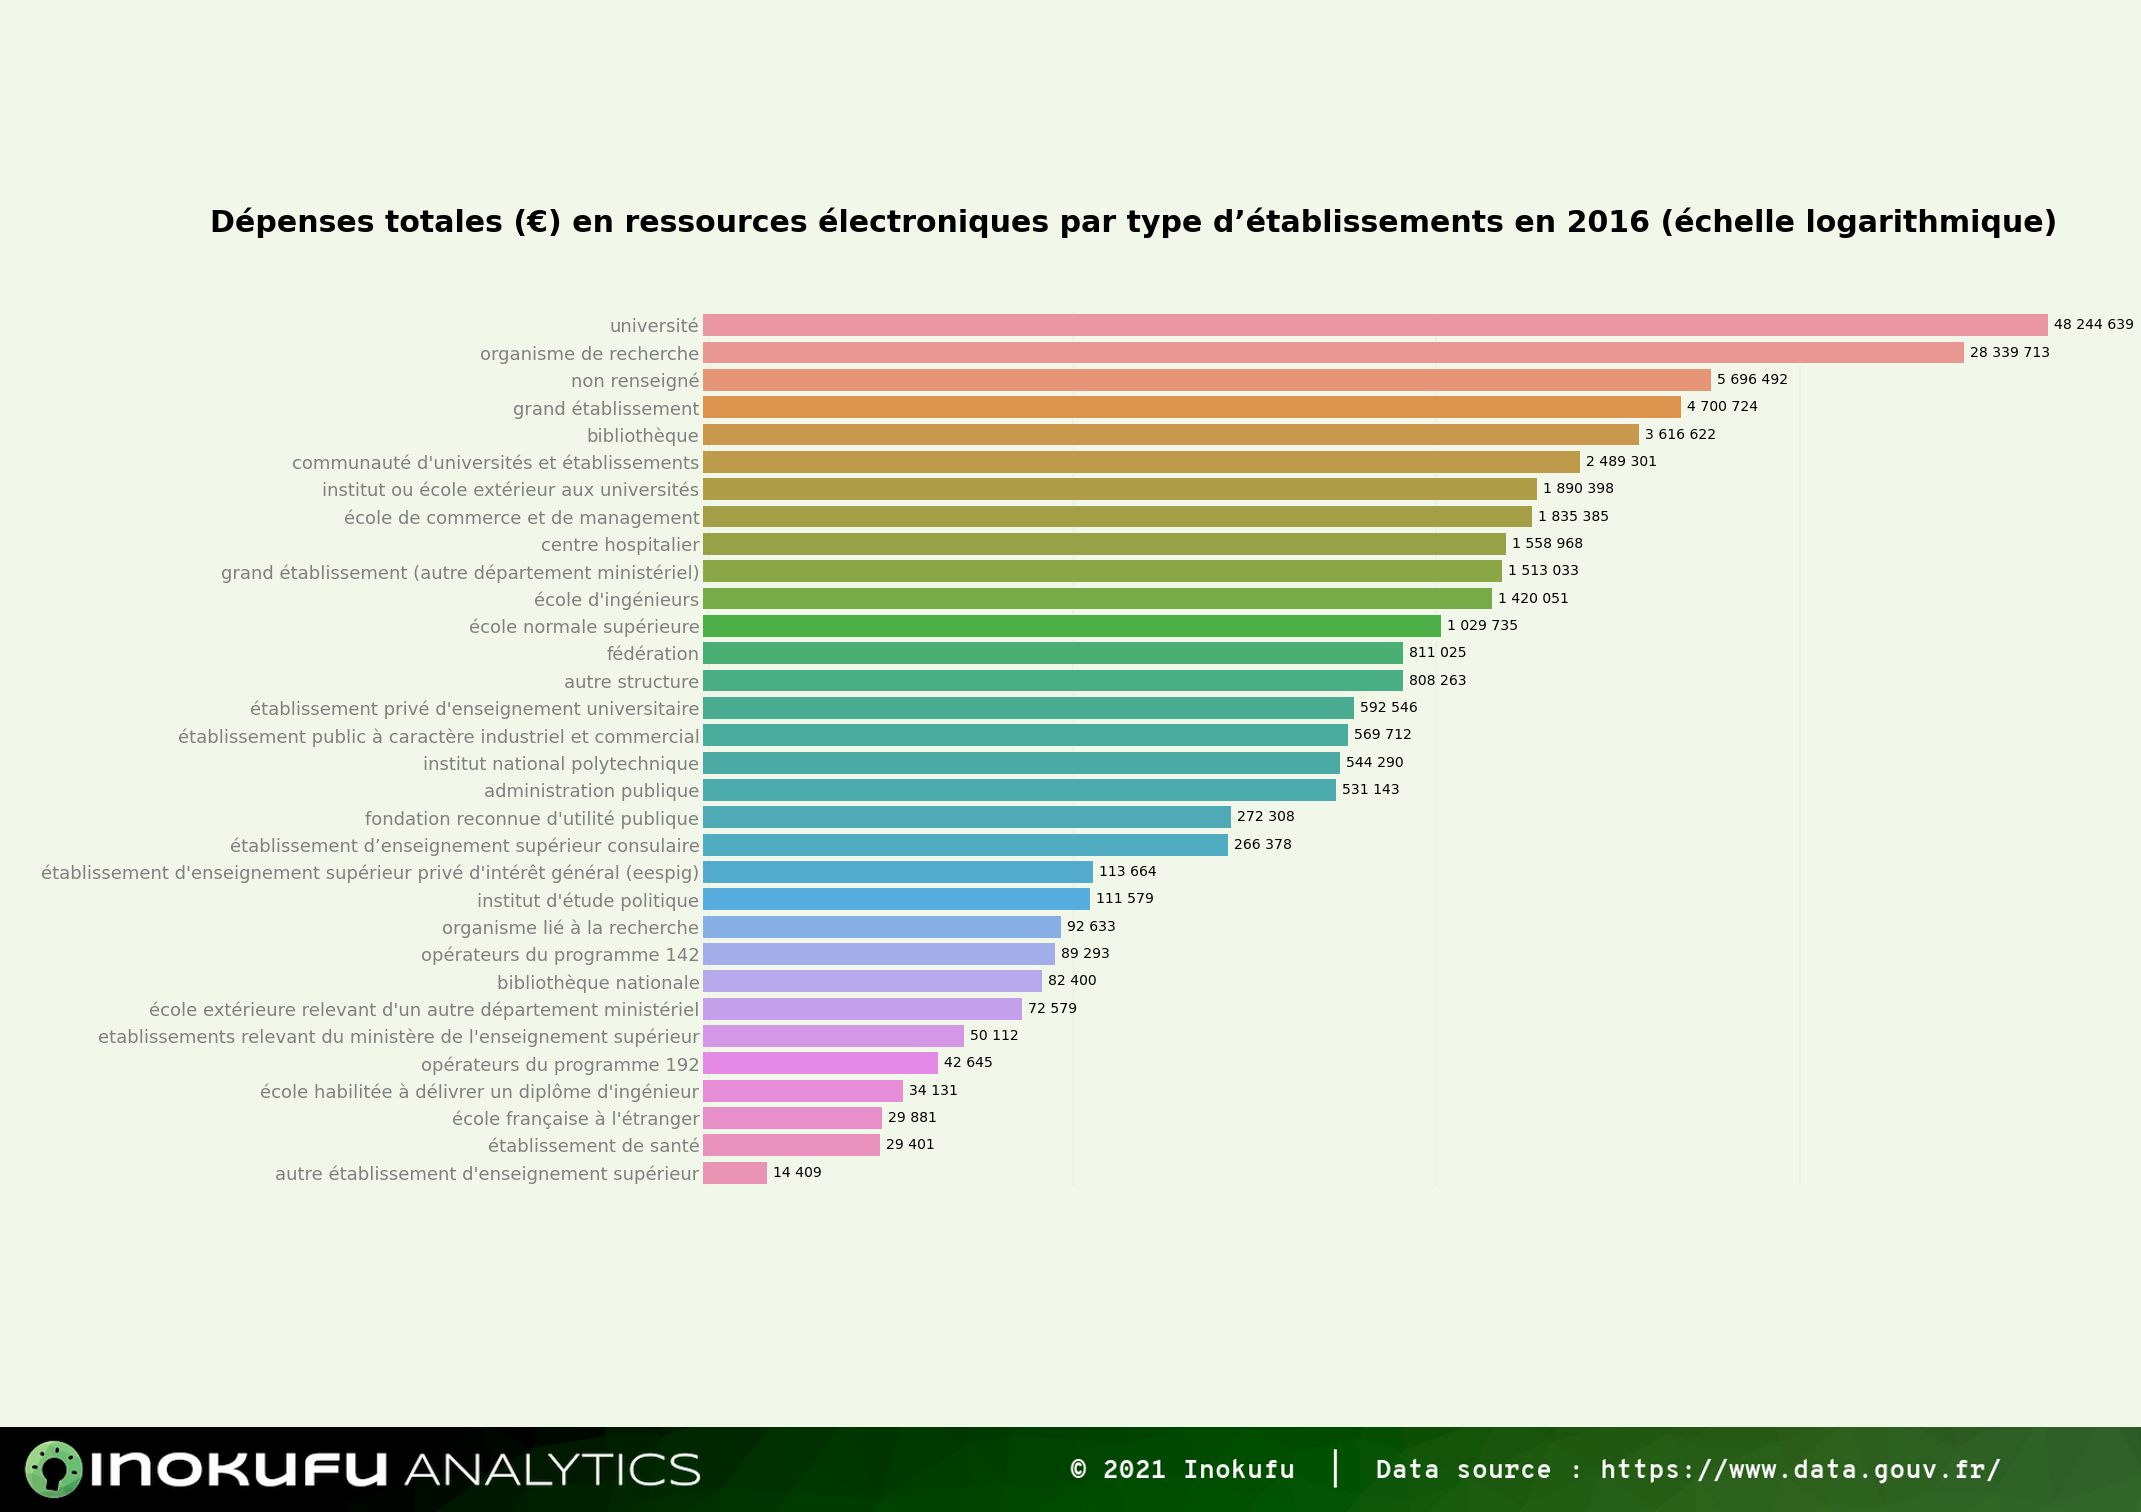 Dépenses totales (€) en ressources électroniques par type d’établissements en 2016 (échelle logarithmique)
université 48 244 639
organisme de recherche 28 339 713
non renseigné 5 696 492
grand établissement 4 700 724
bibliothèque 3 616 622
communauté d'universités et établissements 2 489 301
institut ou école extérieur aux universités 1 890 398
école de commerce et de management 1 835 385
centre hospitalier 1 558 968
grand établissement (autre département ministériel) 1 513 033
école d'ingénieurs 1 420 051
école normale supérieure 1 029 735
fédération 811 025
autre structure 808 263
établissement privé d'enseignement universitaire 592 546
établissement public à caractère industriel et commercial 569 712
institut national polytechnique 544 290
administration publique 531 143
fondation reconnue d'utilité publique 272 308
établissement d’enseignement supérieur consulaire 266 378
établissement d'enseignement supérieur privé d'intérêt général (eespig) 113 664
institut d'étude politique 111 579
organisme lié à la recherche 92 633
opérateurs du programme 142 89 293
bibliothèque nationale 82 400
école extérieure relevant d'un autre département ministériel 72 579
etablissements relevant du ministère de l'enseignement supérieur 50 112
opérateurs du programme 192 42 645
école habilitée à délivrer un diplôme d'ingénieur 34 131
école française à l'étranger 29 881
établissement de santé 29 401
autre établissement d'enseignement supérieur 14 409
INOKUFU ANALYTICS © 2021 Inokufu | Data source : https://www.data.gouv.fr/